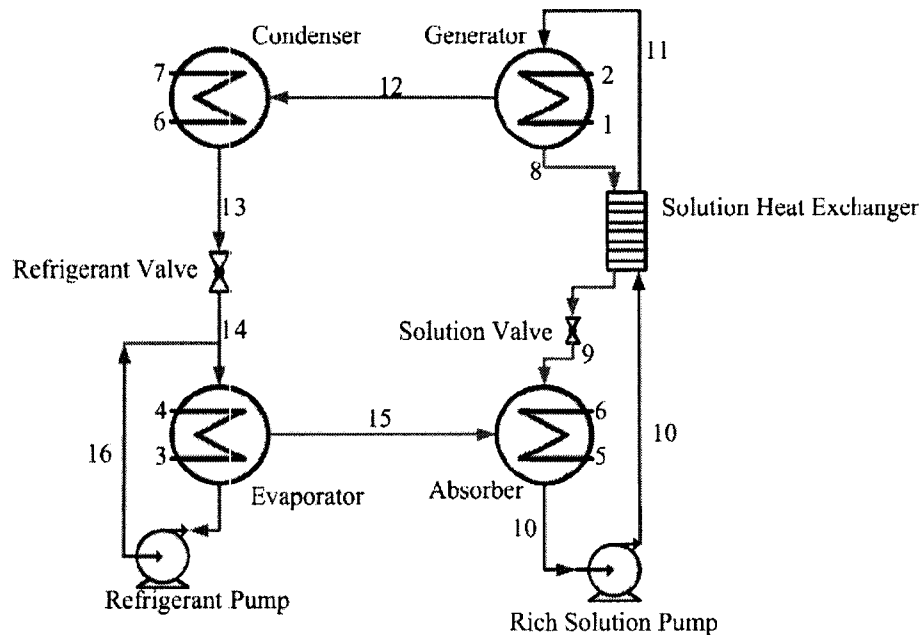 Condenser
Generator
11
7
12
2
6
1
8
13
Solution Heat Exchanger
Refrigerant Valve
14
Solution Valve
9
4
15
6
16
3
5
10
Evaporator
Absorber
10
Refrigerant Pump
Rich Solution Pump